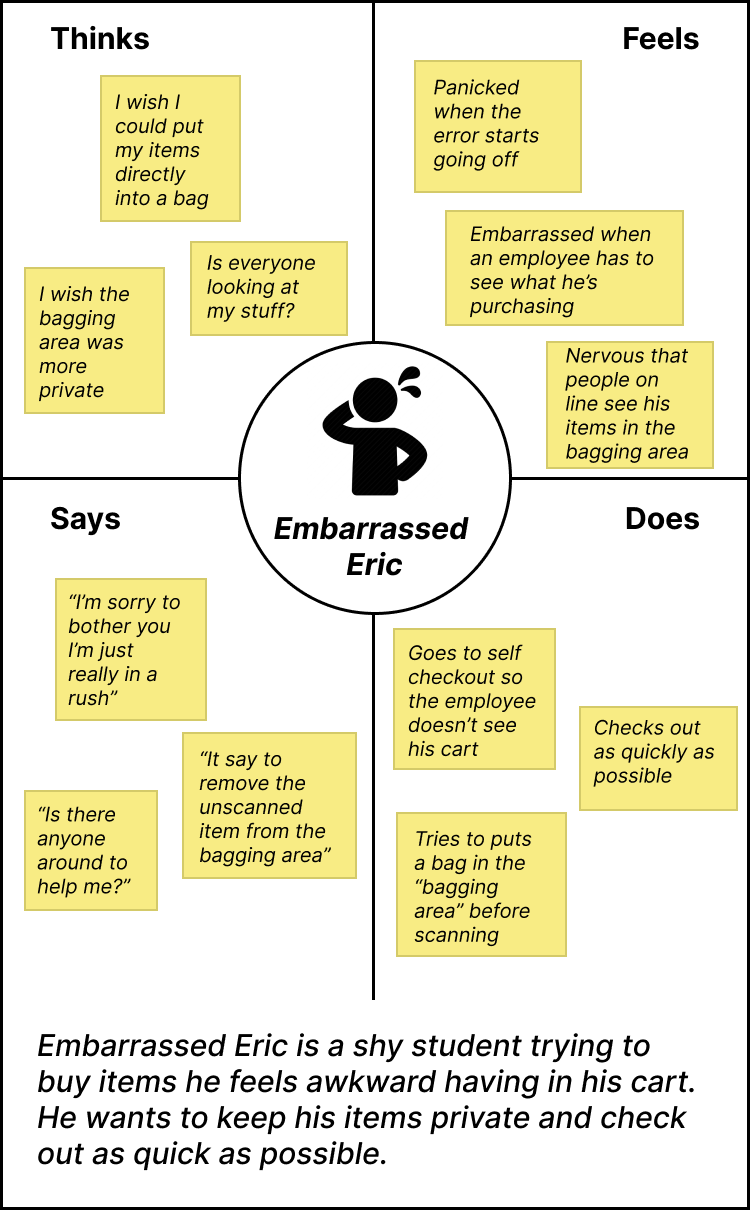 Thinks
I wish I
could put
my items
directly
into a bag
Is everyone
looking at
my stuff?
I wish the
bagging
area was
more
private
Feels
Panicked
when the
error starts
going off
Embarrassed when
an employee has to
see what he’s
purchasing
Nervous that
people on
line see his
items in the
bagging area
Embarrassed
Eric
Says
“I’m sorry to
bother you
I’m just
really in a
rush”
“It say to
remove the
unscanned
item from the
bagging area”
“Is there
anyone
around to
help me?”
Does
Goes to self
checkout so
the employee
doesn’t see
his cart
Checks out
as quickly as
possible
Tries to puts
a bag in the
“bagging
area” before
scanning
Embarrassed Eric is a shy student trying to
buy items he feels awkward having in his cart.
He wants to keep his items private and check
out as quick as possible.